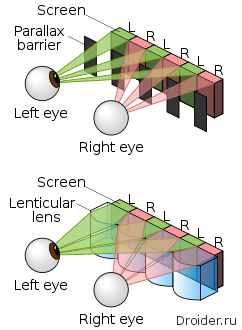 Screen
L
R
L
R
L
R
Parallax
barrier
Left eye
Right eye
Screen
L
R
L
R
L
R
Lenticular
lens
Left eye
Right eye
Droider.ru